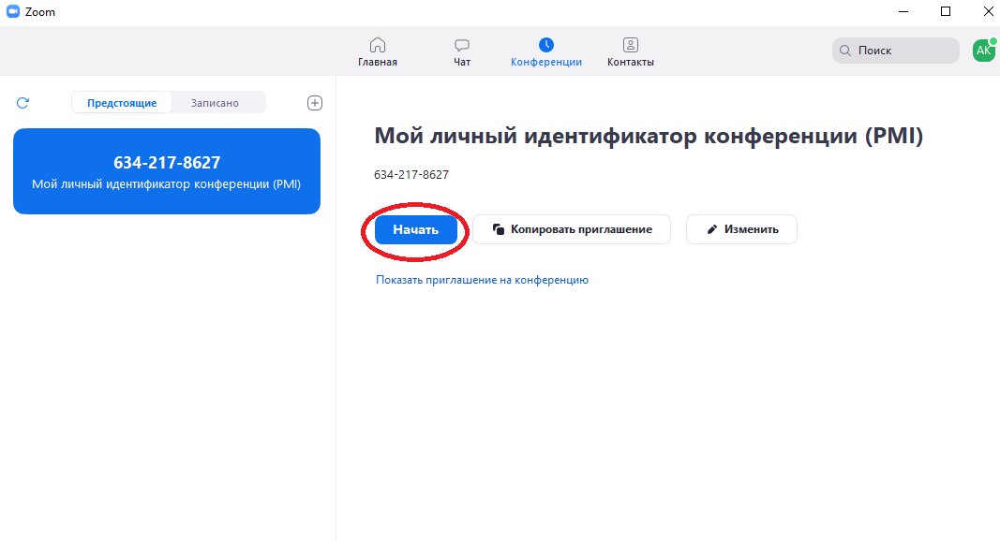 Zoom
Главная
Чат
Конференции
Контакты
Поиск
AK
Предстоящие
Записано
634-217-8627
Мой личный идентификатор конференции (PMI)
Мой личный идентификатор конференции (PMI)
634-217-8627
Начать
Копировать приглашение
Изменить
Показать приглашение на конференцию